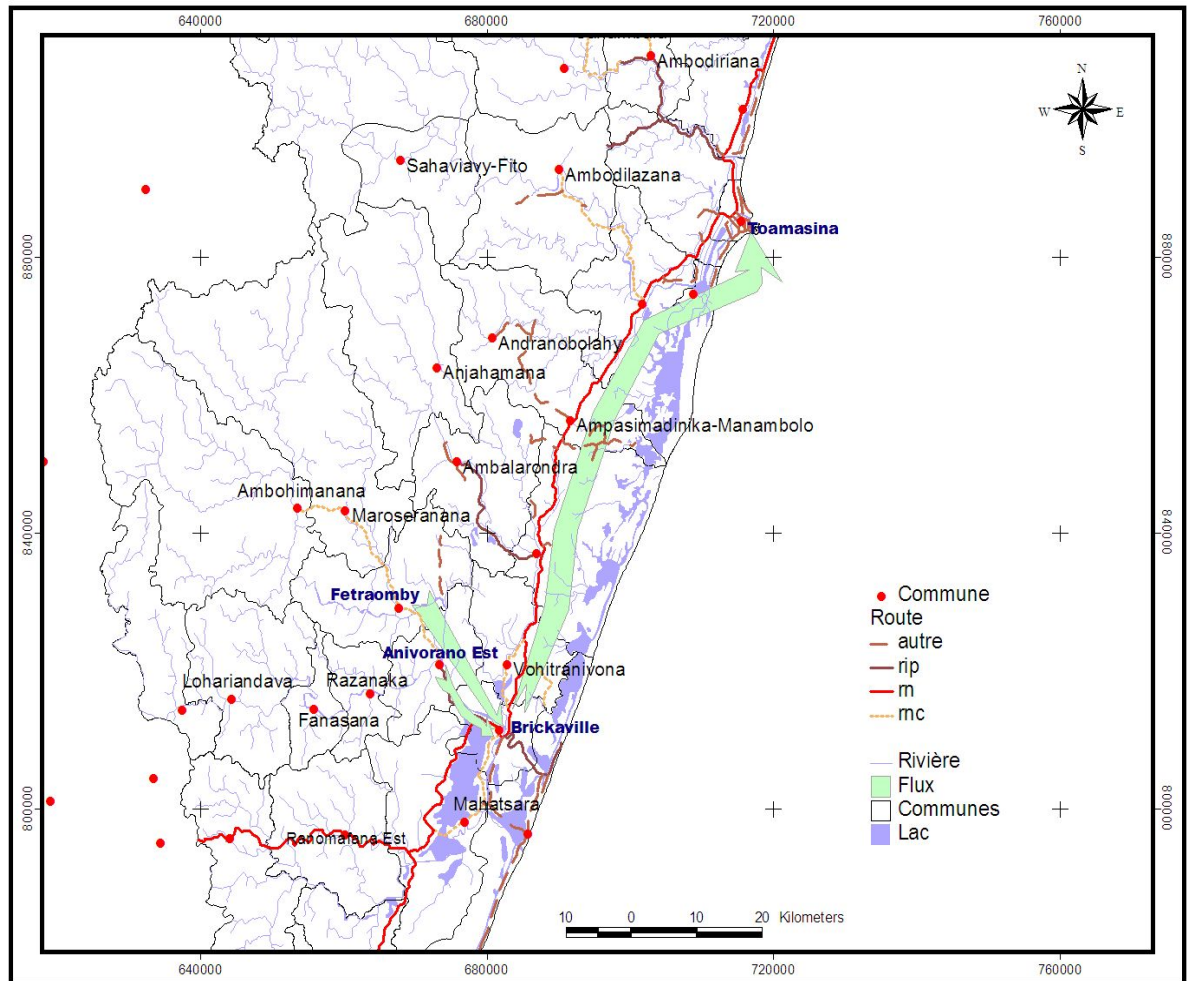 640000 680000 720000 760000
Ambodiriana
N
W E
S
Sahaviavy-Fito
Ambodilazana
Toamasina
880000 880000
Andranobolahy
Anjahamana
Ampasimadinika-Manambolo
Ambalarondra
Ambohimanana
Maroseranana
840000 840000
Fetraomby
Anivorano Est
Vohitranivona
Lohariandava
Razanaka
Fanasana
Brickaville
Mahatsara
800000 800000
Ranomafana Est
Commune
Route
autre
rip
rn
rnc
Rivière
Flux
Communes
Lac
10 0 10 20 Kilometers
640000 680000 720000 760000